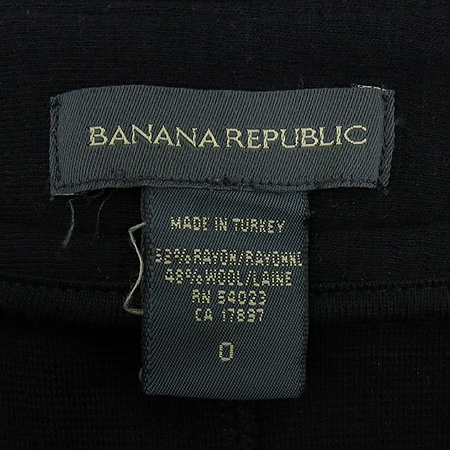 BANANA REPUBLIC
MADE IN TURKEY
52% RAYON/RAYONNE
48% WOOL/LAINE
RN 54023
CA 17897
0